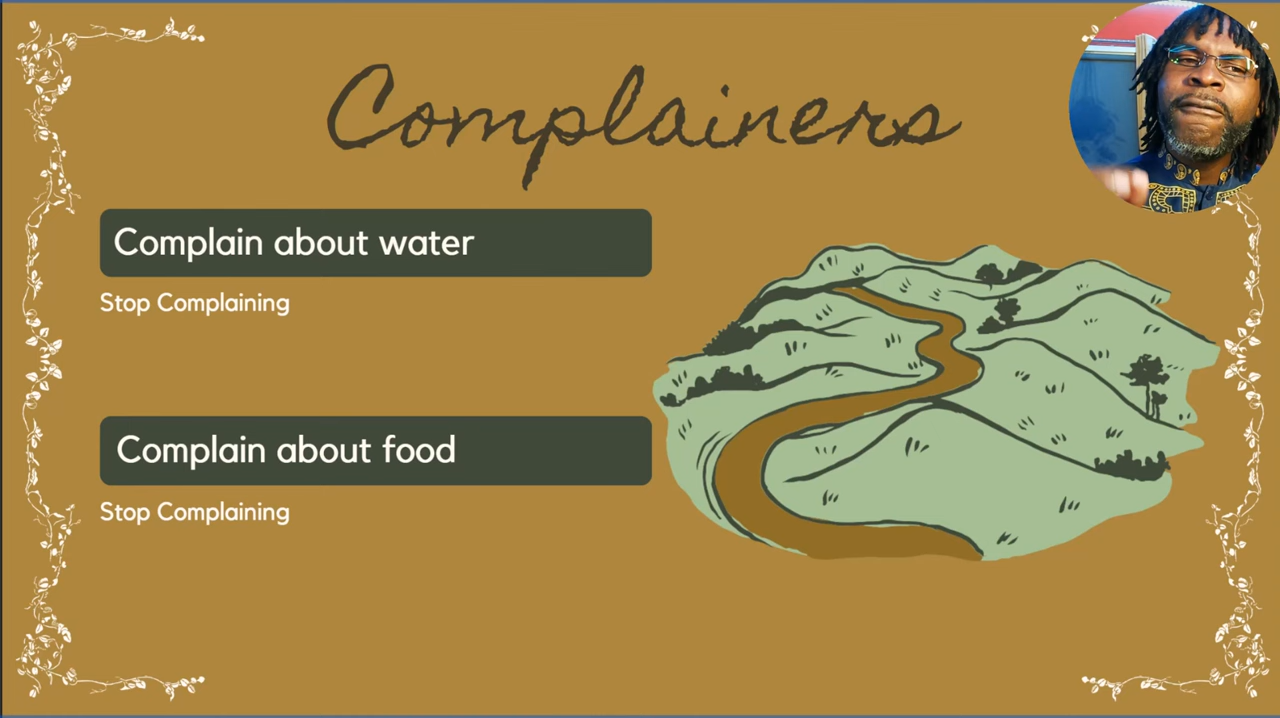 Complainers
Complain about water
Stop Complaining
Complain about food
Stop Complaining